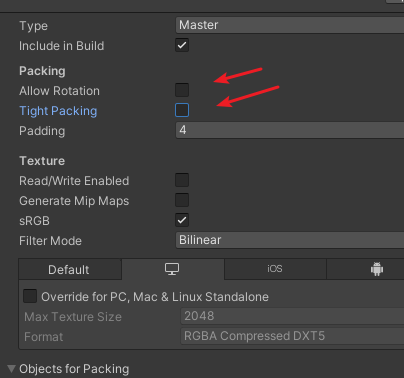 Type Master
Include in Build
Packing
Allow Rotation
Tight Packing
Padding 4
Texture
Read/Write Enabled
Generate Mip Maps
sRGB
Filter Mode Bilinear
Default iOS
Override for PC, Mac & Linux Standalone
Max Texture Size 2048
Format RGBA Compressed DXT5
Objects for Packing